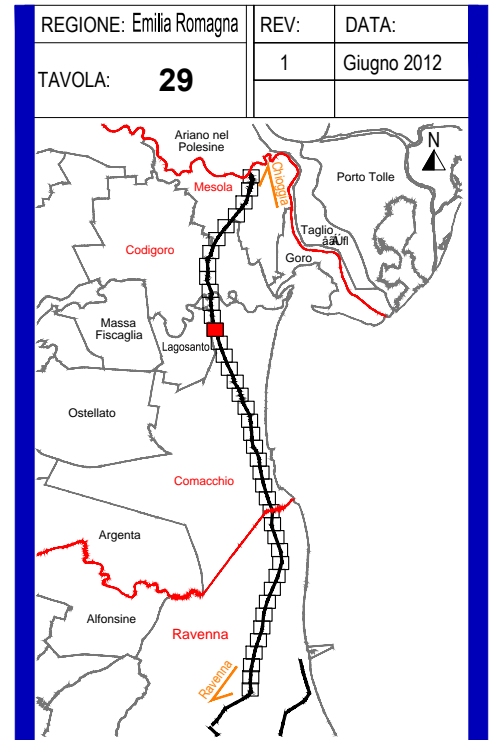 REGIONE: Emilia Romagna
REV:
DATA:
TAVOLA: 29
1
Giugno 2012
Ariano nel
Polesine
N
Mesola
Chioggia
Porto Tolle
Codigoro
Taglio
Goro
Massa
Fiscaglia
Lagosanto
Ostellato
Comacchio
Argenta
Alfonsine
Ravenna
Ravenna